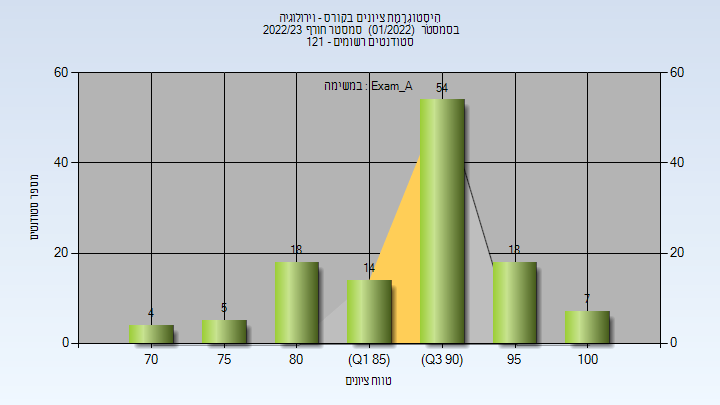 היסטוגרמת ציונים בקורס - וירולוגיה
בסמסטר (01/2022) סמסטר חורף 2022/23
סטודנטים רשומים - 121
במשימה : Exam_A
60
60
54
40
40
מספר סטודנטים
20
20
18
14
18
4
5
7
0
0
70
75
80
(Q1 85)
(Q3 90)
95
100
טווח ציונים